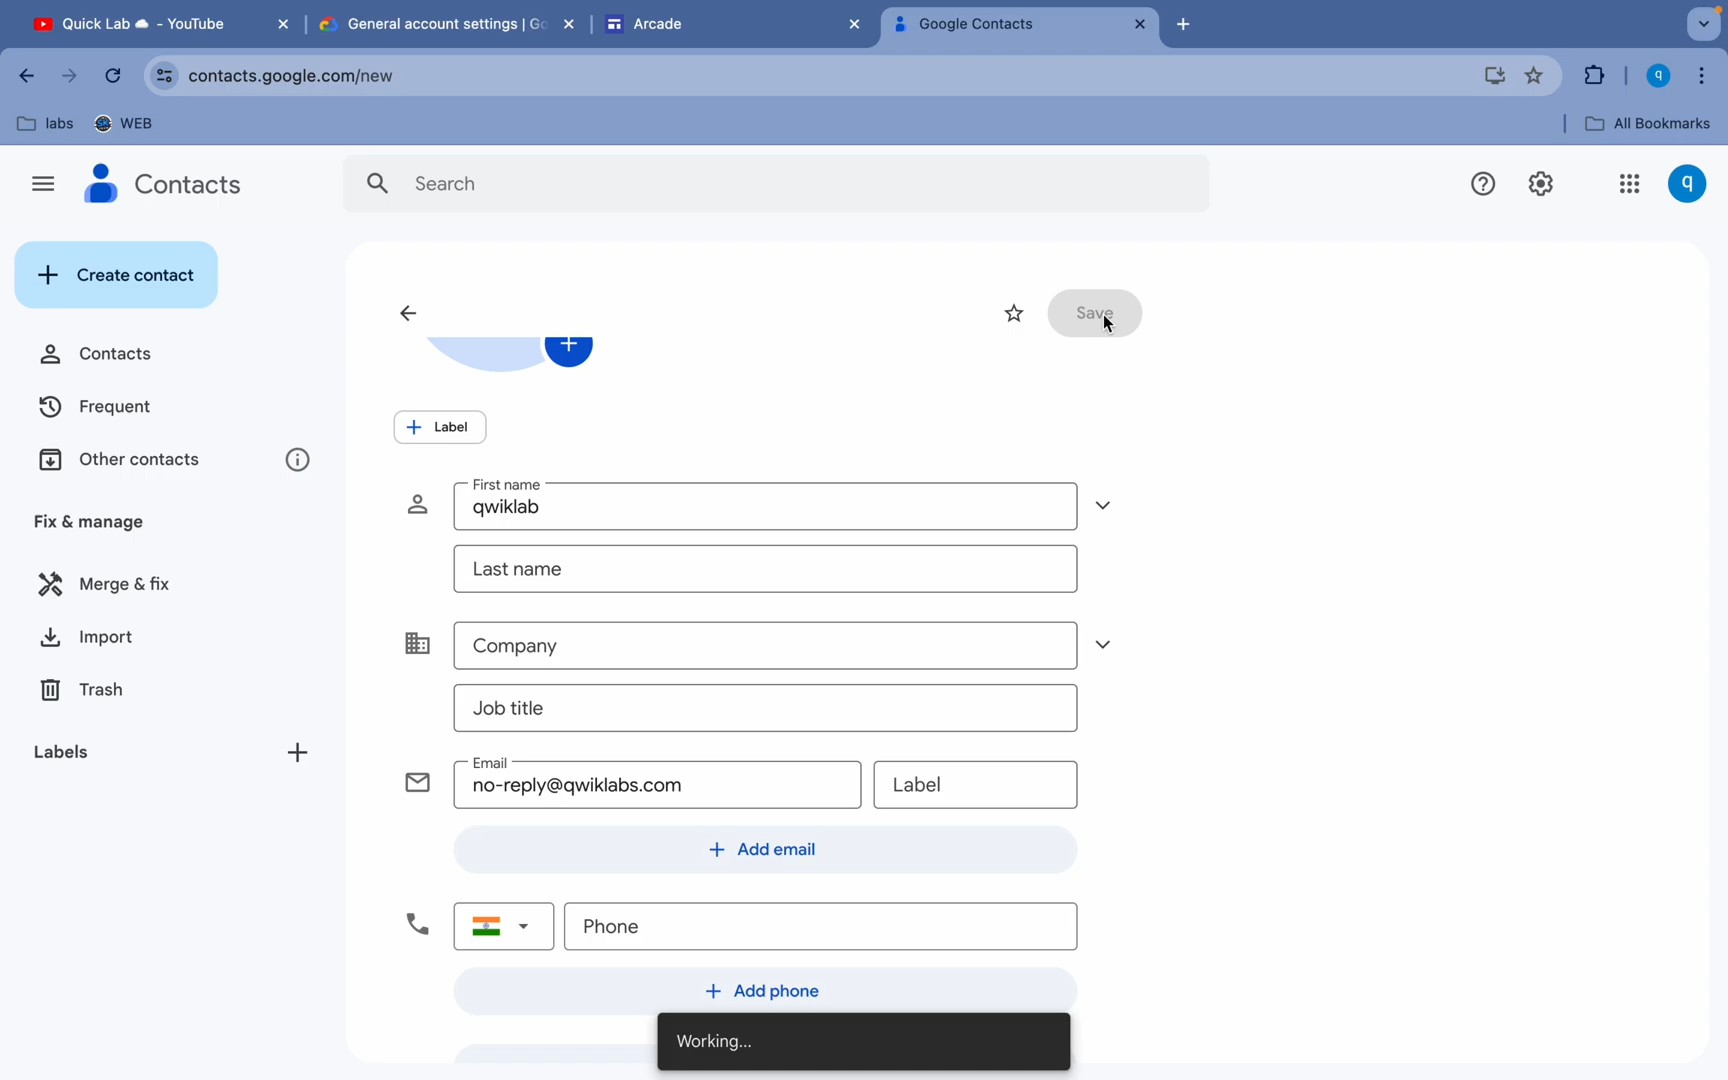 Quick Lab ☁ - YouTube
General account settings | Go
Arcade
Google Contacts
contacts.google.com/new
q
labs
WEB
All Bookmarks
Contacts
Search
q
Create contact
Save
Contacts
Label
Frequent
Other contacts
First name
qwiklab
Fix & manage
Last name
Merge & fix
Import
Company
Trash
Job title
Labels
Email
no-reply@qwiklabs.com
Label
Add email
Phone
Add phone
Working...